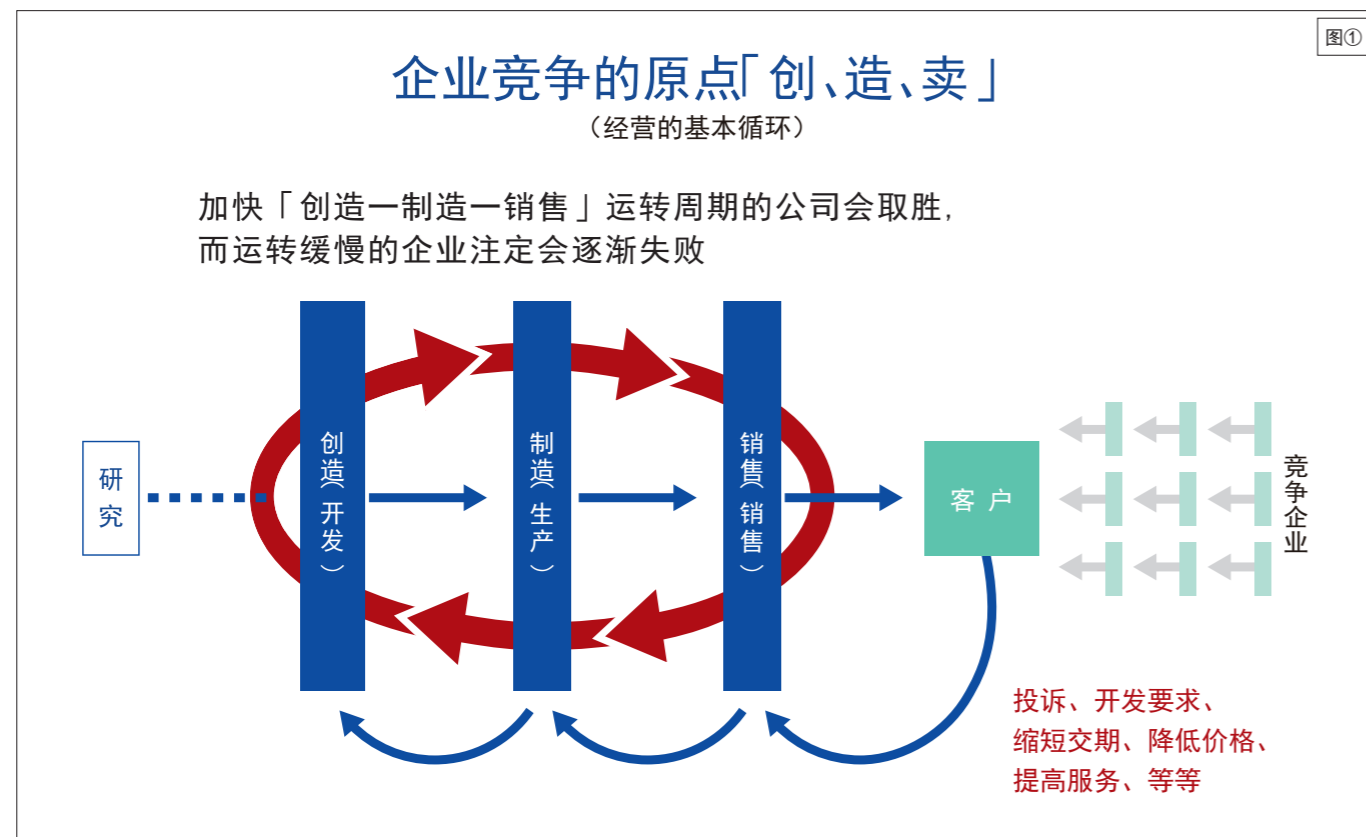 图①
企业竞争的原点「创、造、卖」
（经营的基本循环）
加快「创造一制造一销售」运转周期的公司会取胜,
而运转缓慢的企业注定会逐渐失败
研究
创造（开发）
制造（生产）
销售（销售）
客户
竞争企业
投诉、开发要求、
缩短交期、降低价格、
提高服务、等等